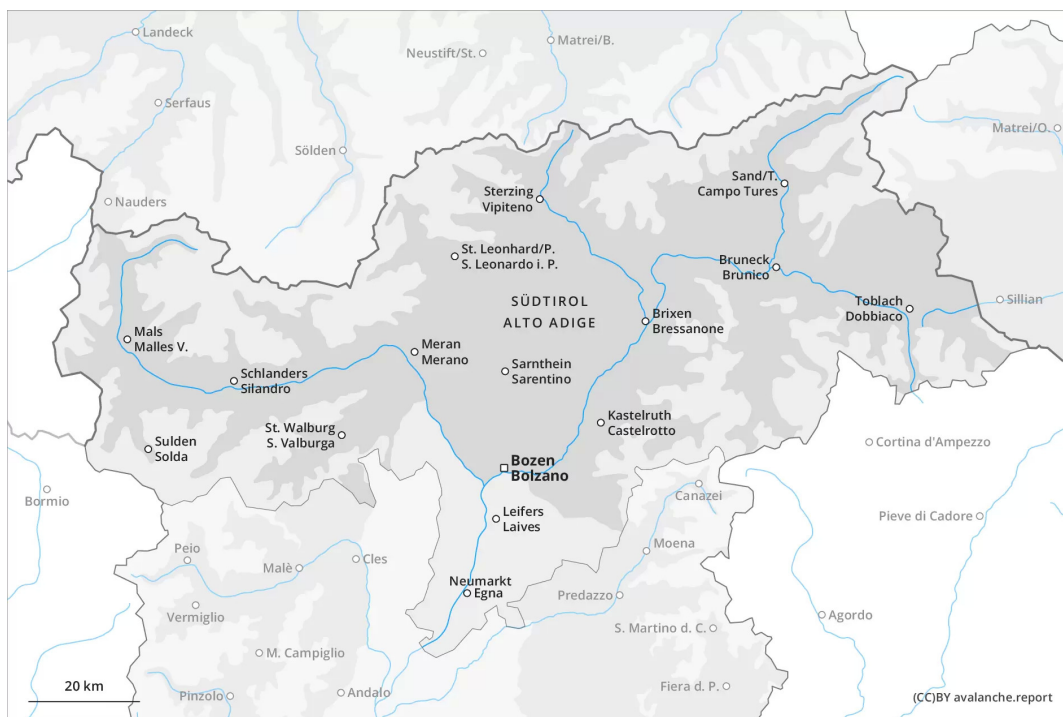 Landeck
Neustift/St.
Matrei/B.
Serfaus
Sölden
Matrei/O.
Nauders
Sterzing
Vipiteno
Sand/T.
Campo Tures
St. Leonhard/P.
S. Leonardo i. P.
Bruneck
Brunico
SÜDTIROL
ALTO ADIGE
Toblach
Dobbiaco
Sillian
Brixen
Bressanone
Mals
Malles V.
Meran
Merano
Sarnthein
Sarentino
Schlanders
Silandro
St. Walburg
S. Valburga
Kastelruth
Castelrotto
Sulden
Solda
Cortina d'Ampezzo
Bozen
Bolzano
Bormio
Canazei
Leifers
Laives
Pieve di Cadore
Peio
Malè
Cles
Moena
Neumarkt
Egna
Predazzo
Vermiglio
Agordo
S. Martino d. C.
M. Campiglio
20 km
Pinzolo
Andalo
Fiera d. P.
(CC)BY avalanche.report